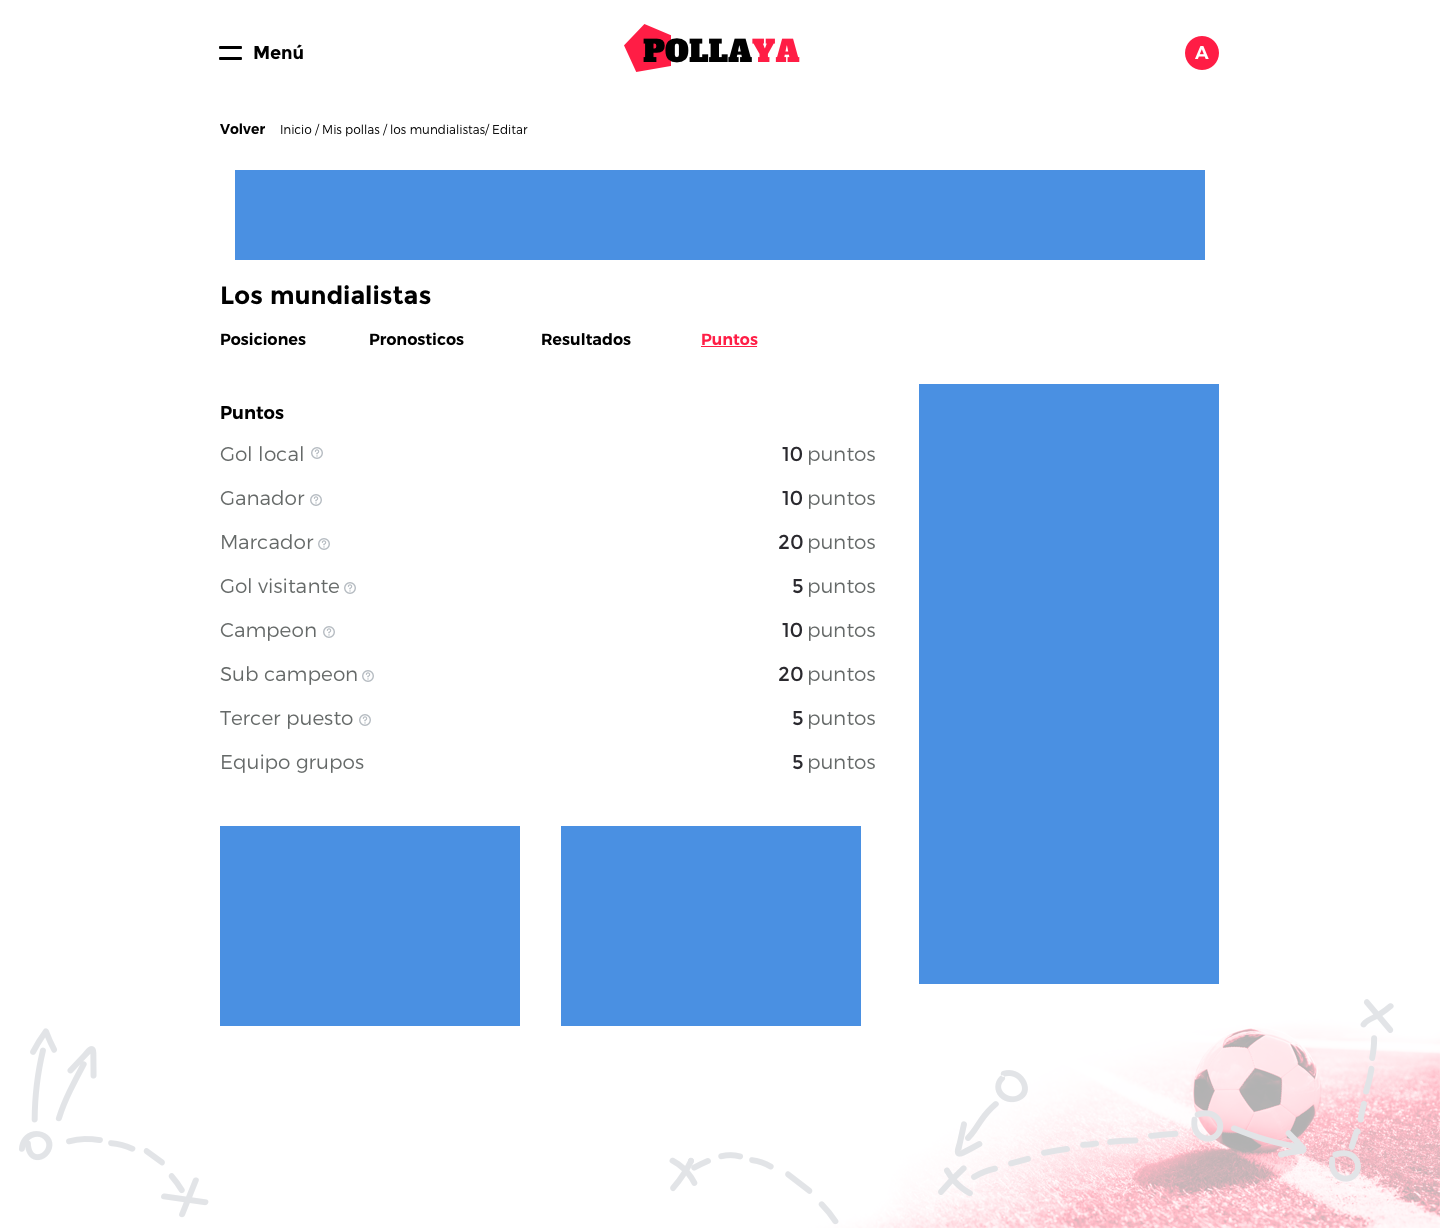 Menú
POLLAYA
A
Volver Inicio / Mis pollas / los mundialistas/ Editar
Los mundialistas
Posiciones Pronosticos Resultados Puntos
Puntos
Gol local ? 10 puntos
Ganador ? 10 puntos
Marcador ? 20 puntos
Gol visitante ? 5 puntos
Campeon ? 10 puntos
Sub campeon ? 20 puntos
Tercer puesto ? 5 puntos
Equipo grupos 5 puntos